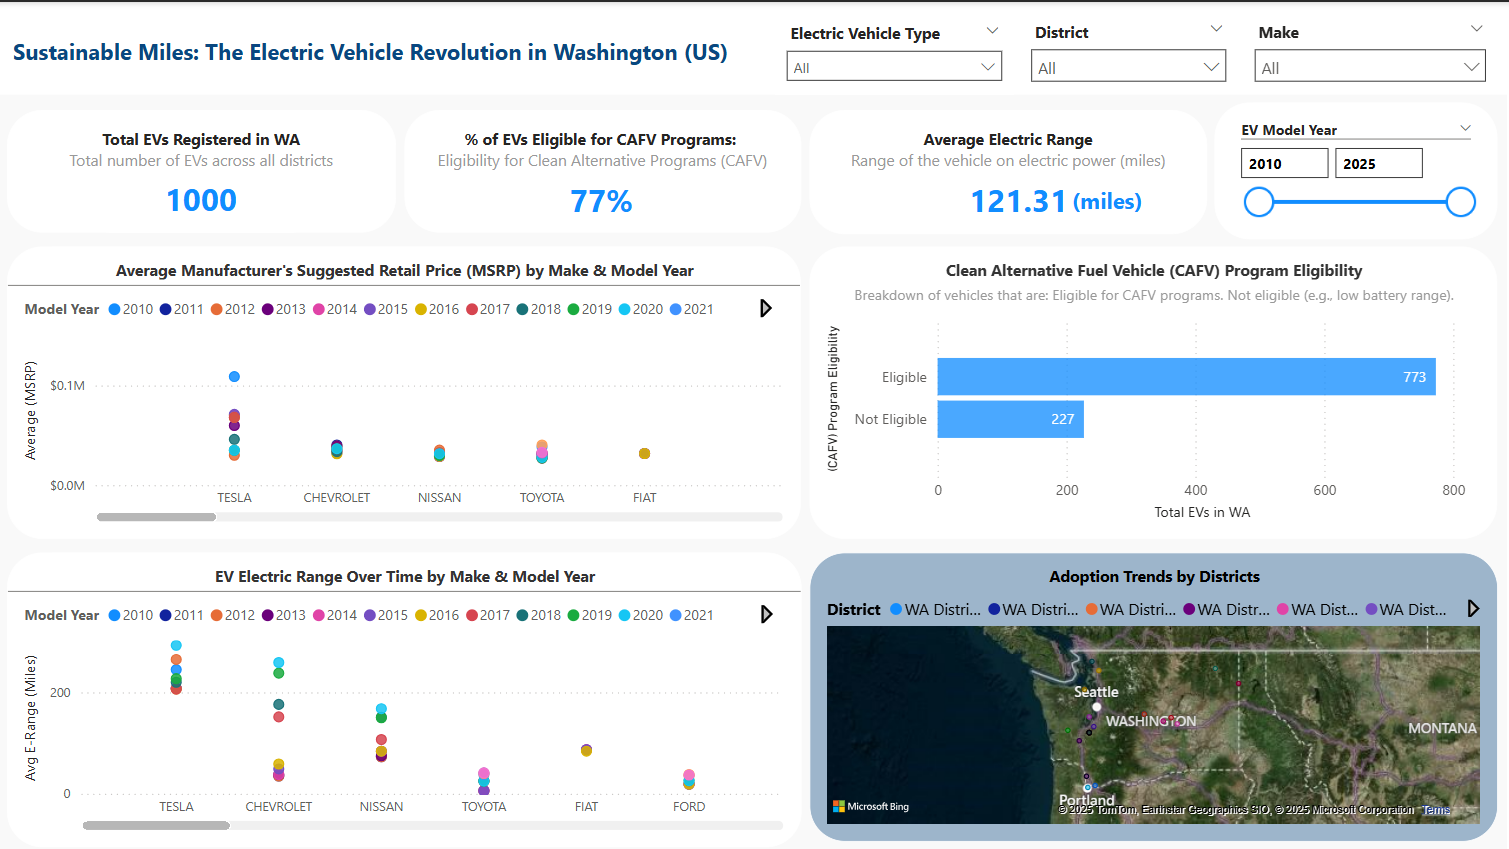 Sustainable Miles: The Electric Vehicle Revolution in Washington (US)
Electric Vehicle Type
All
District
All
Make
All
Total EVs Registered in WA
Total number of EVs across all districts
1000
% of EVs Eligible for CAFV Programs:
Eligibility for Clean Alternative Programs (CAFV)
77%
Average Electric Range
Range of the vehicle on electric power (miles)
121.31 (miles)
EV Model Year
2010 2025
Average Manufacturer's Suggested Retail Price (MSRP) by Make & Model Year
Model Year 2010 2011 2012 2013 2014 2015 2016 2017 2018 2019 2020 2021
Average (MSRP)
$0.1M
$0.0M
TESLA CHEVROLET NISSAN TOYOTA FIAT
Clean Alternative Fuel Vehicle (CAFV) Program Eligibility
Breakdown of vehicles that are: Eligible for CAFV programs. Not eligible (e.g., low battery range).
(CAFV) Program Eligibility
Eligible 773
Not Eligible 227
0 200 400 600 800
Total EVs in WA
EV Electric Range Over Time by Make & Model Year
Model Year 2010 2011 2012 2013 2014 2015 2016 2017 2018 2019 2020 2021
Avg E-Range (Miles)
200
0
TESLA CHEVROLET NISSAN TOYOTA FIAT FORD
Adoption Trends by Districts
District WA Distri... WA Distri... WA Distri... WA Distr... WA Dist... WA Dist...
Seattle
WASHINGTON
MONTANA
Portland
Microsoft Bing
© 2025 TomTom, Earthstar Geographics SIO, © 2025 Microsoft Corporation Terms